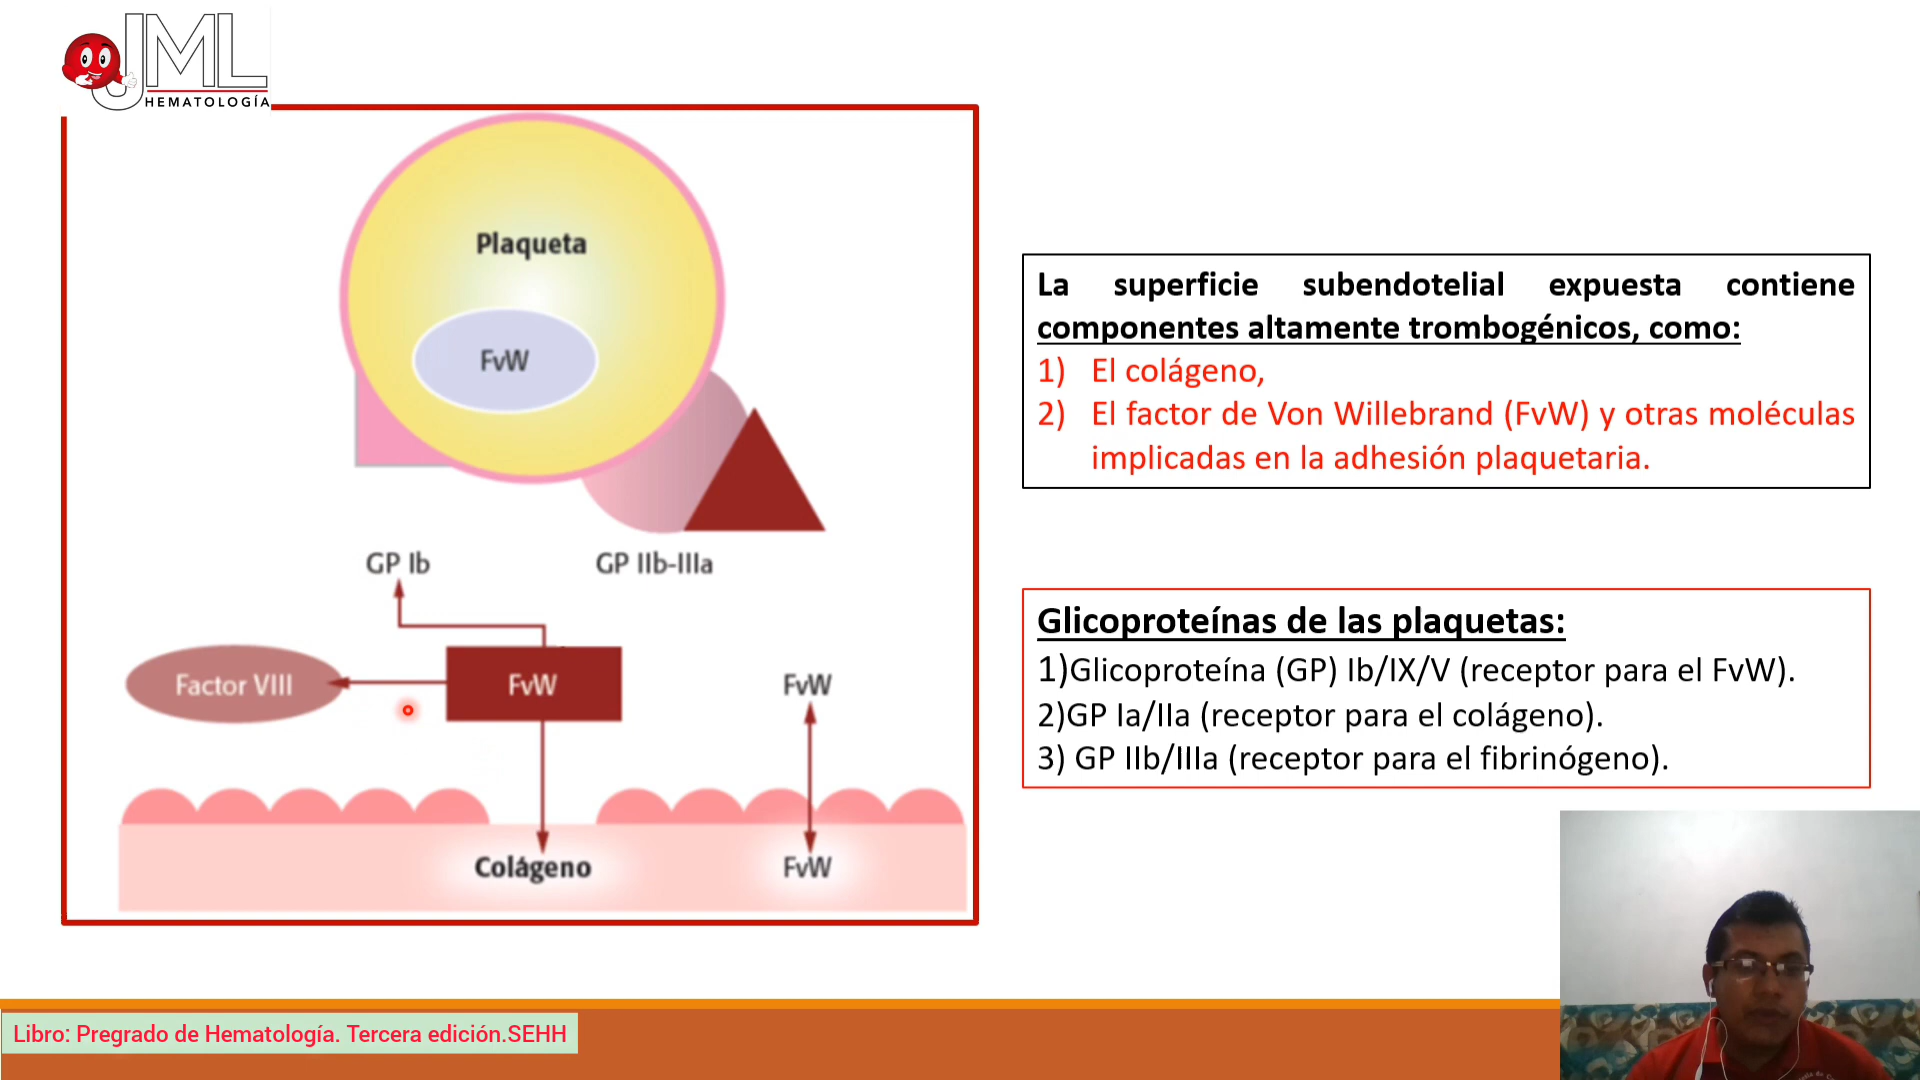 JML
HEMATOLOGÍA
Plaqueta
FvW
GP Ib
GP IIb-IIIa
Factor VIII
FvW
FvW
Colágeno
FvW
La superficie subendotelial expuesta contiene
componentes altamente trombogénicos, como:
1) El colágeno,
2) El factor de Von Willebrand (FvW) y otras moléculas
implicadas en la adhesión plaquetaria.
Glicoproteínas de las plaquetas:
1)Glicoproteína (GP) Ib/IX/V (receptor para el FvW).
2)GP Ia/IIa (receptor para el colágeno).
3) GP IIb/IIIa (receptor para el fibrinógeno).
Libro: Pregrado de Hematología. Tercera edición.SEHH